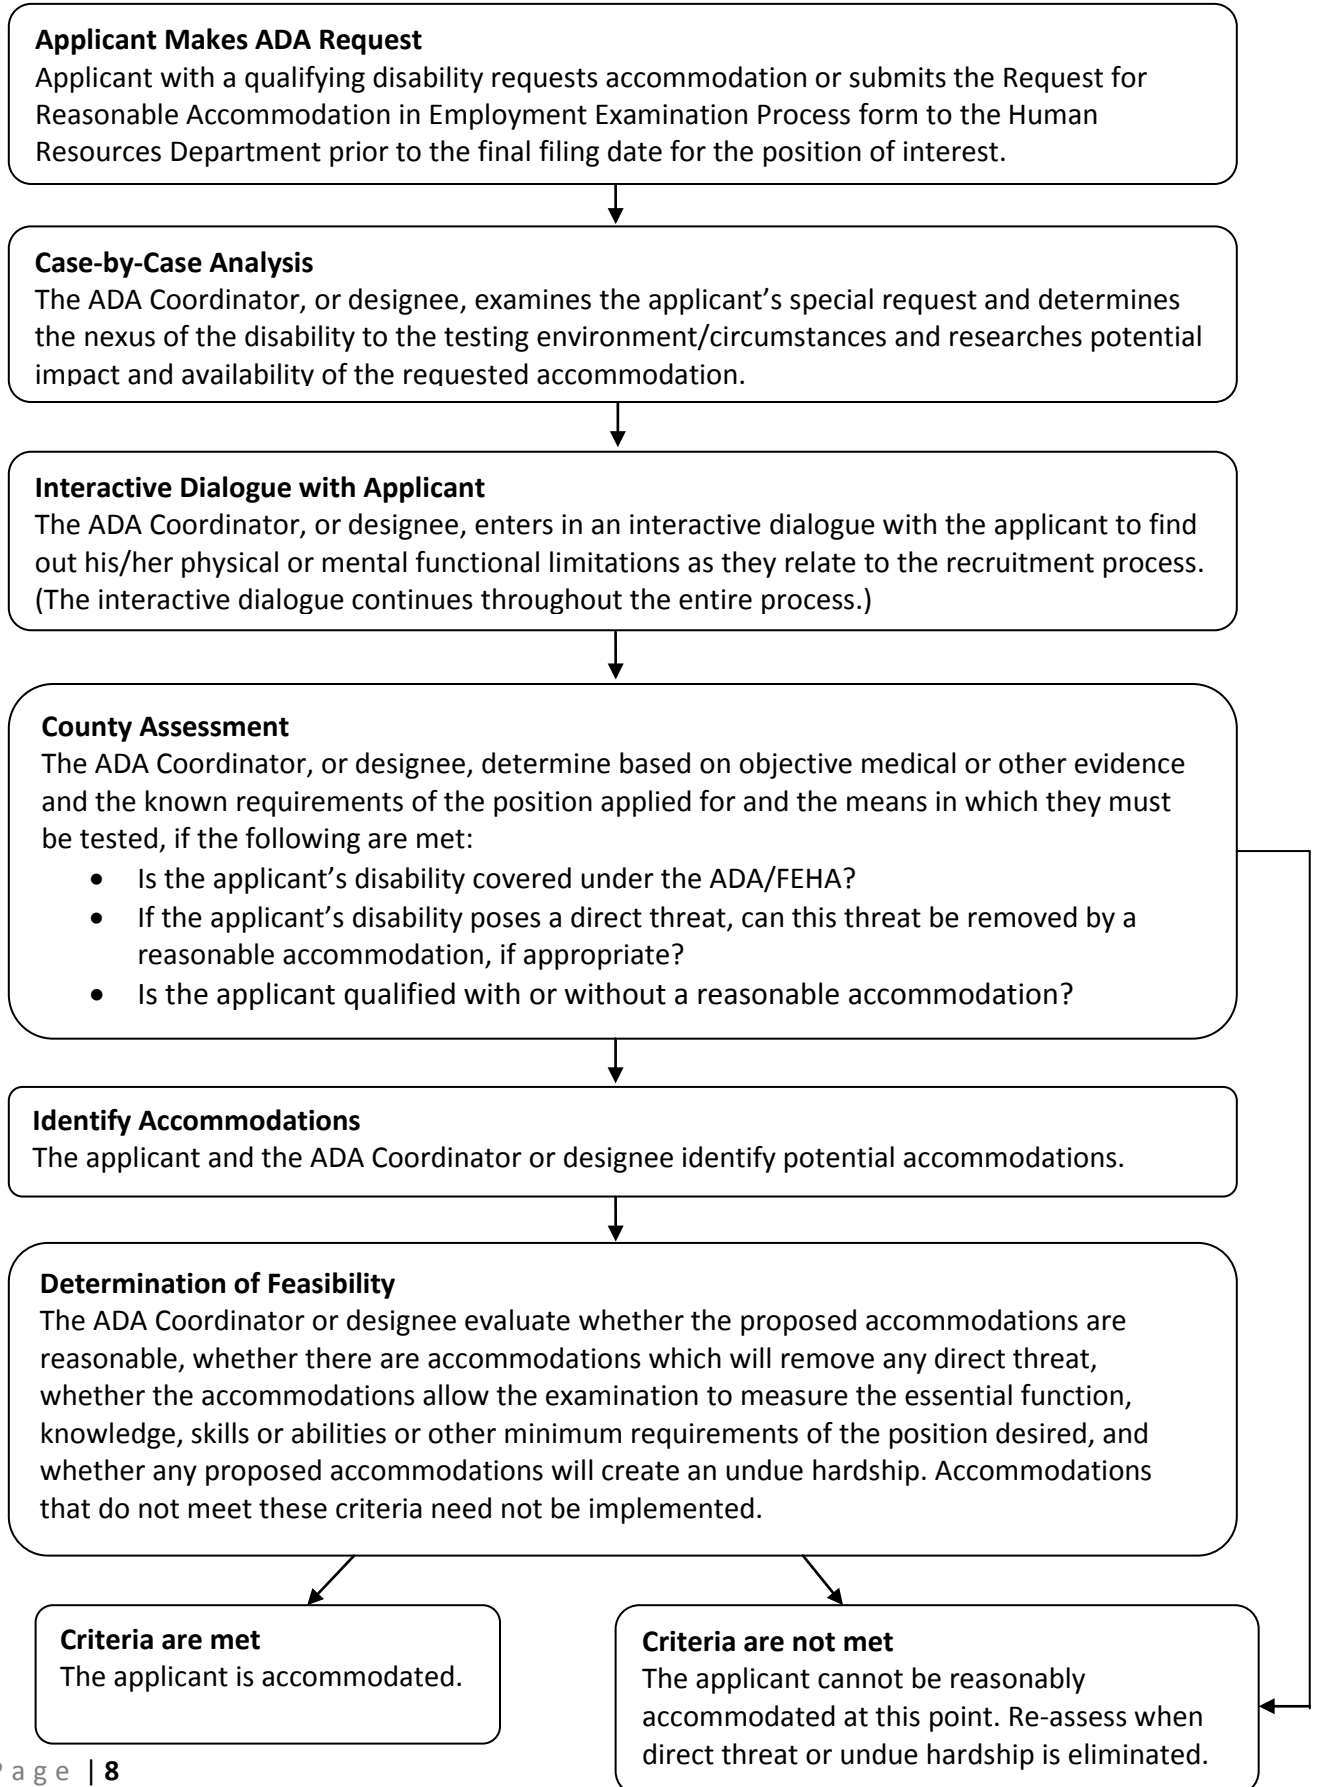 Applicant Makes ADA Request
Applicant with a qualifying disability requests accommodation or submits the Request for
Reasonable Accommodation in Employment Examination Process form to the Human
Resources Department prior to the final filing date for the position of interest.
Case-by-Case Analysis
The ADA Coordinator, or designee, examines the applicant’s special request and determines
the nexus of the disability to the testing environment/circumstances and researches potential
impact and availability of the requested accommodation.
Interactive Dialogue with Applicant
The ADA Coordinator, or designee, enters in an interactive dialogue with the applicant to find
out his/her physical or mental functional limitations as they relate to the recruitment process.
(The interactive dialogue continues throughout the entire process.)
County Assessment
The ADA Coordinator, or designee, determine based on objective medical or other evidence
and the known requirements of the position applied for and the means in which they must
be tested, if the following are met:
• Is the applicant’s disability covered under the ADA/FEHA?
• If the applicant’s disability poses a direct threat, can this threat be removed by a
reasonable accommodation, if appropriate?
• Is the applicant qualified with or without a reasonable accommodation?
Identify Accommodations
The applicant and the ADA Coordinator or designee identify potential accommodations.
Determination of Feasibility
The ADA Coordinator or designee evaluate whether the proposed accommodations are
reasonable, whether there are accommodations which will remove any direct threat,
whether the accommodations allow the examination to measure the essential function,
knowledge, skills or abilities or other minimum requirements of the position desired, and
whether any proposed accommodations will create an undue hardship. Accommodations
that do not meet these criteria need not be implemented.
Criteria are met
The applicant is accommodated.
Criteria are not met
The applicant cannot be reasonably
accommodated at this point. Re-assess when
direct threat or undue hardship is eliminated.
Page | 8